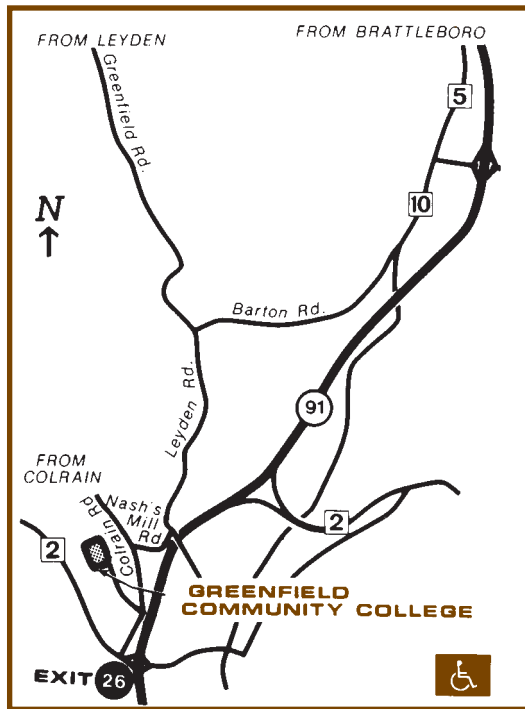 FROM LEYDEN
FROM BRATTLEBORO
Greenfield Rd.
5
10
N
Barton Rd.
Leyden Rd.
91
FROM
COLRAIN
Nash's
Mill
Rd
Colrain Rd
2
2
GREENFIELD
COMMUNITY COLLEGE
EXIT 26